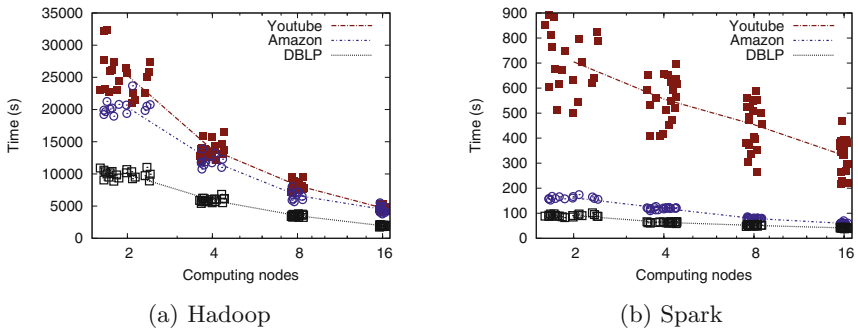 35000
30000
25000
20000
15000
10000
5000
0
Time (s)
2
4
8
16
Computing nodes
Youtube
Amazon
DBLP
(a) Hadoop
900
800
700
600
500
400
300
200
100
0
Time (s)
2
4
8
16
Computing nodes
Youtube
Amazon
DBLP
(b) Spark